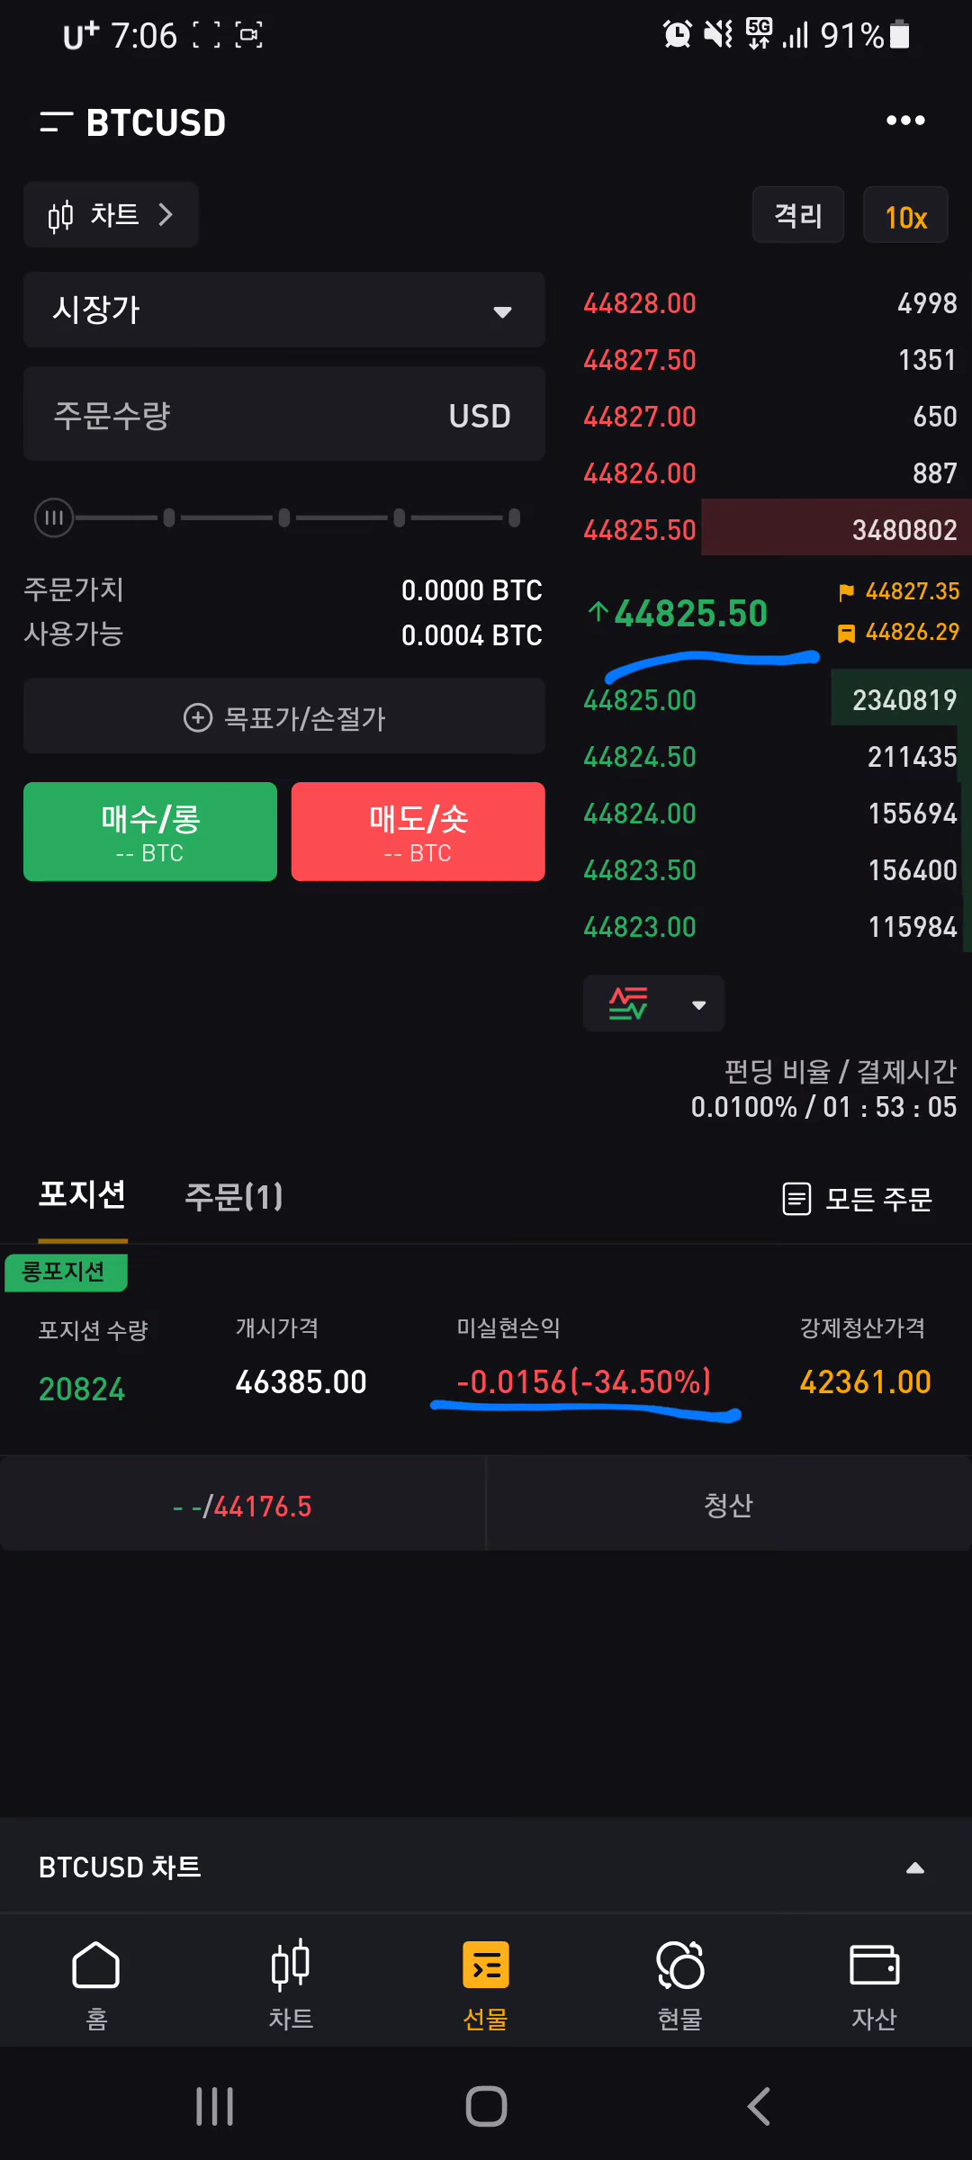 U⁺ 7:06 5G 91%
BTCUSD
차트 격리 10x
시장가
주문수량 USD
주문가치 0.0000 BTC
사용가능 0.0004 BTC
목표가/손절가
매수/롱 매도/숏
-- BTC -- BTC
44828.00 4998
44827.50 1351
44827.00 650
44826.00 887
44825.50 3480802
↑44825.50 44827.35
44826.29
44825.00 2340819
44824.50 211435
44824.00 155694
44823.50 156400
44823.00 115984
펀딩 비율 / 결제시간
0.0100% / 01 : 53 : 05
포지션 주문(1) 모든 주문
롱포지션
포지션 수량 개시가격 미실현손익 강제청산가격
20824 46385.00 -0.0156(-34.50%) 42361.00
- -/44176.5 청산
BTCUSD 차트
홈 차트 선물 현물 자산